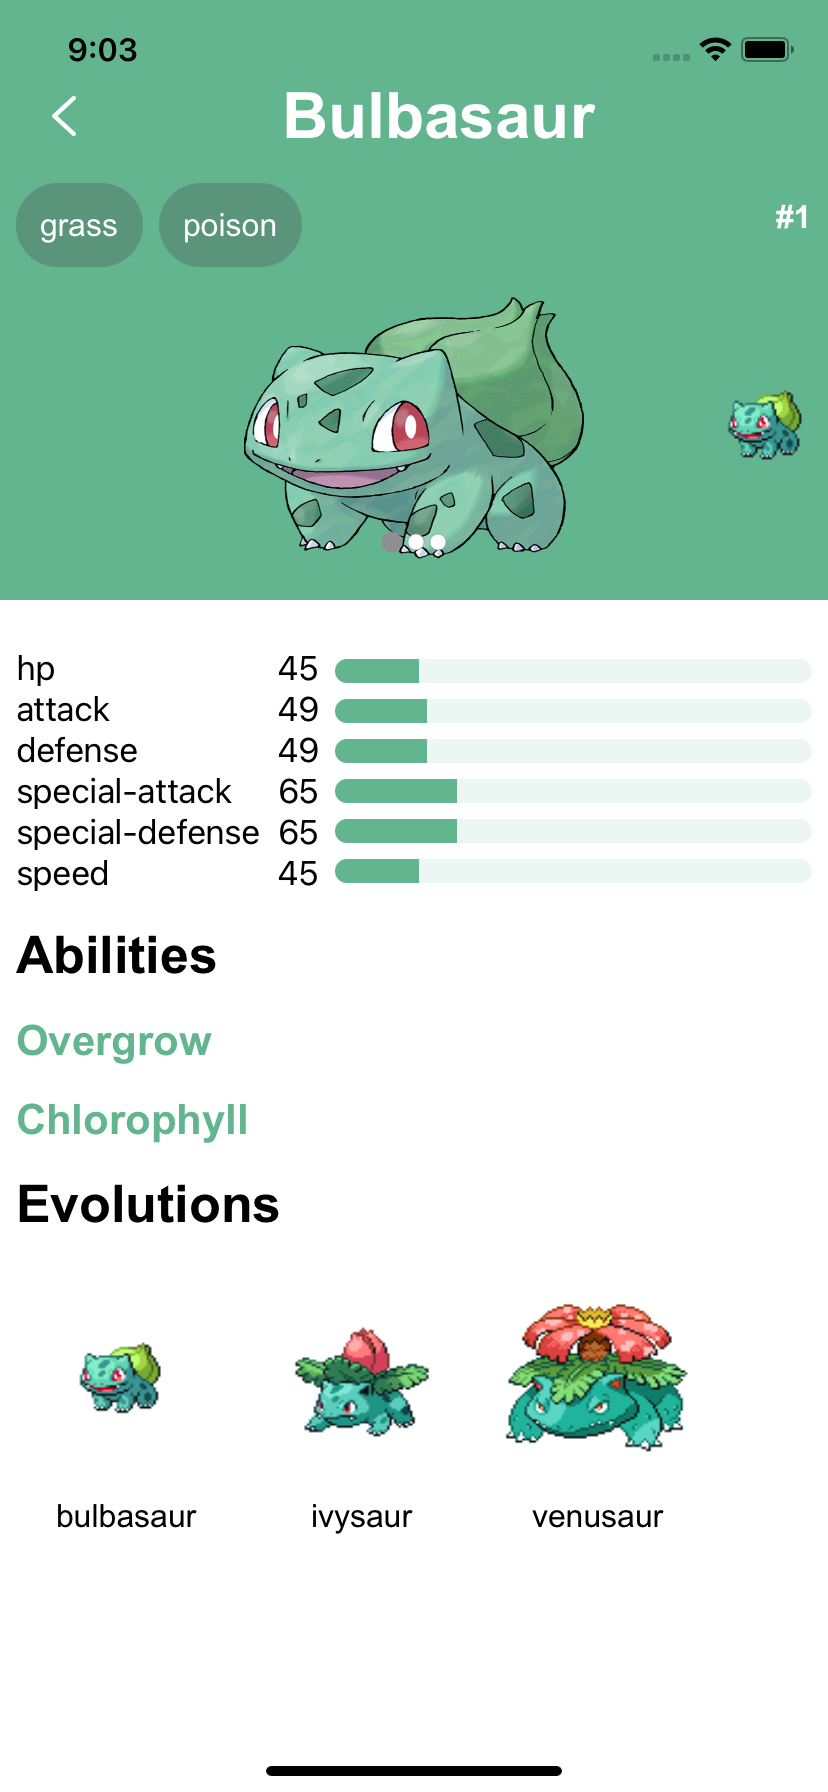 9:03
Bulbasaur
grass poison #1
hp 45
attack 49
defense 49
special-attack 65
special-defense 65
speed 45
Abilities
Overgrow
Chlorophyll
Evolutions
bulbasaur ivysaur venusaur